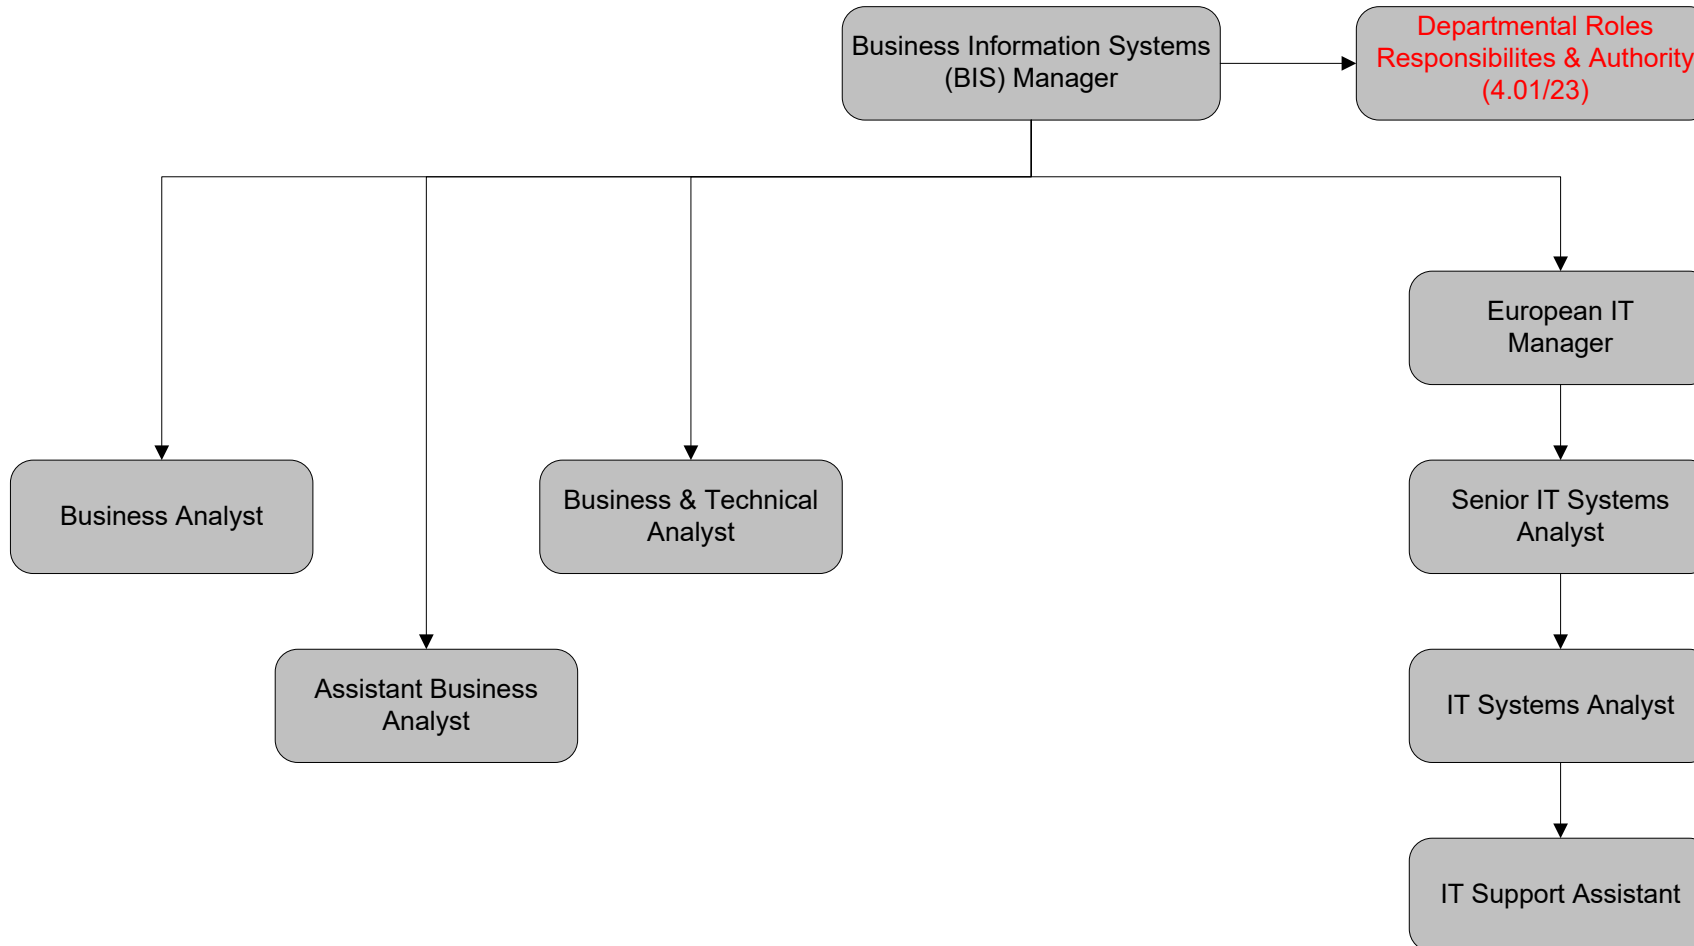 Business Information Systems
(BIS) Manager
Departmental Roles
Responsibilites & Authority
(4.01/23)
European IT
Manager
Business Analyst
Business & Technical
Analyst
Senior IT Systems
Analyst
Assistant Business
Analyst
IT Systems Analyst
IT Support Assistant